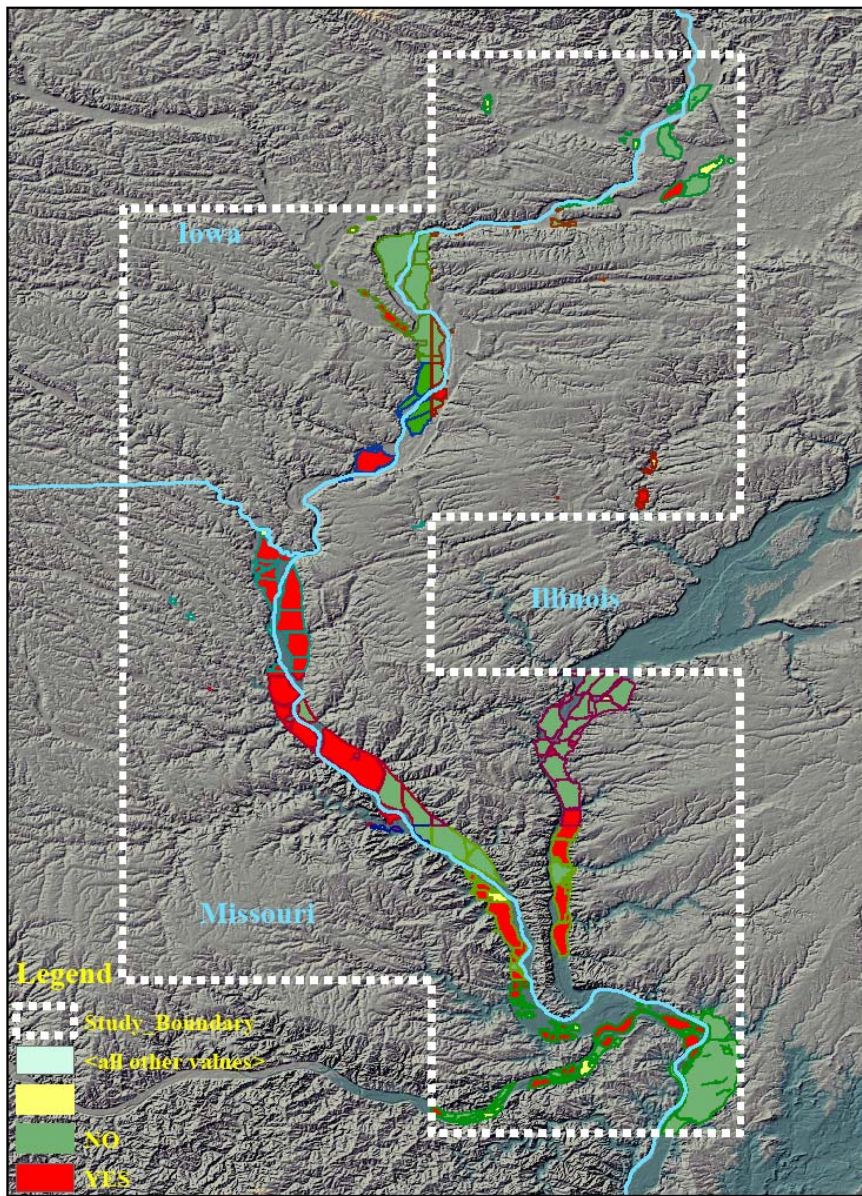 Iowa
Illinois
Missouri
Legend
Study_Boundary
<all other values>
NO
YES